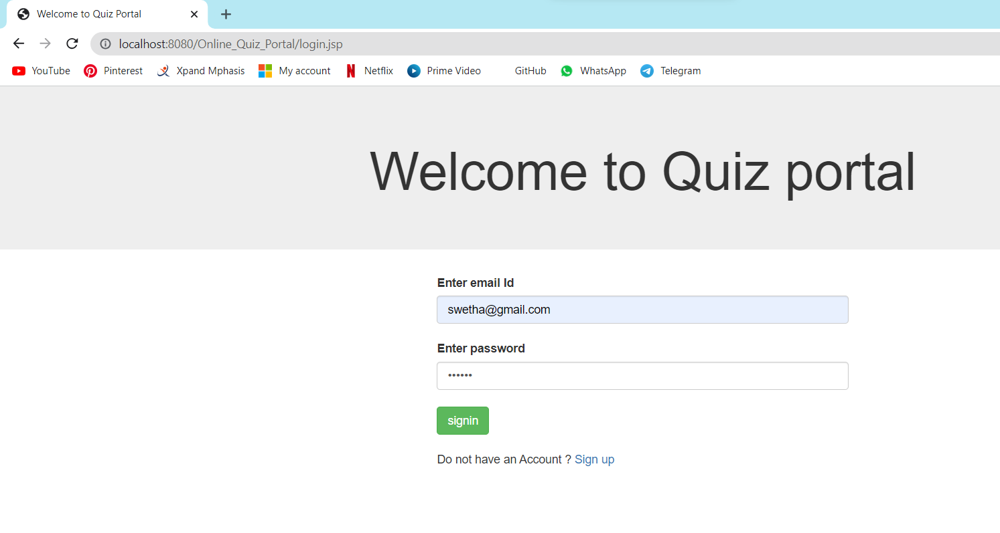 Welcome to Quiz Portal
localhost:8080/Online_Quiz_Portal/login.jsp
YouTube Pinterest Xpand Mphasis My account Netflix Prime Video GitHub WhatsApp Telegram
Welcome to Quiz portal
Enter email Id
swetha@gmail.com
Enter password
••••••
signin
Do not have an Account ? Sign up